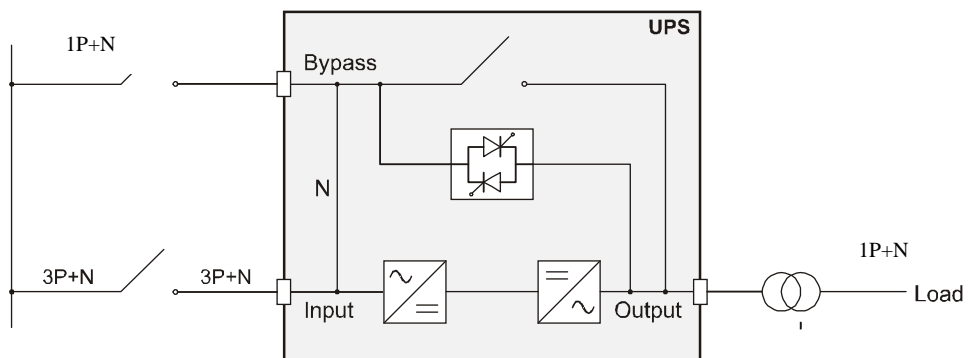 UPS
1P+N
Bypass
N
1P+N
3P+N
3P+N
Input
Output
Load